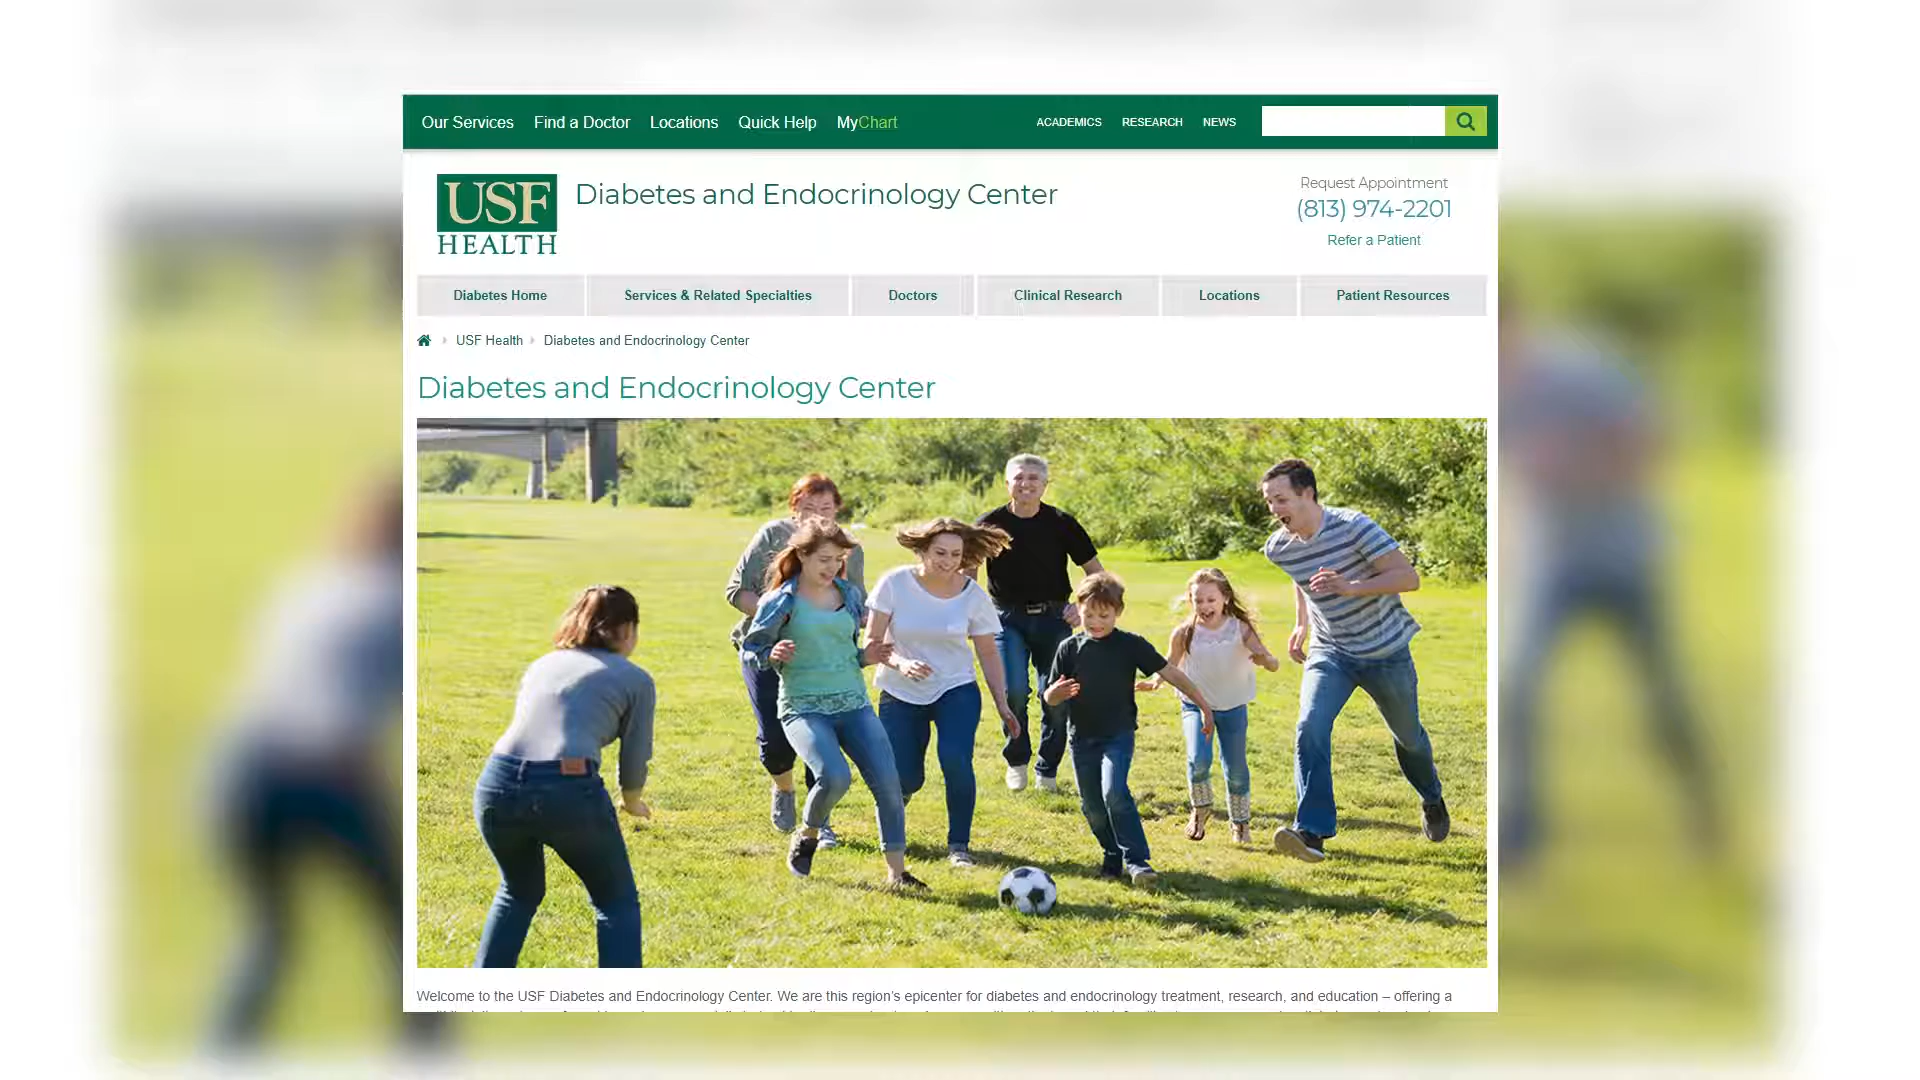 Our Services Find a Doctor Locations Quick Help MyChart ACADEMICS RESEARCH NEWS
USF
HEALTH
Diabetes and Endocrinology Center
Request Appointment
(813) 974-2201
Refer a Patient
Diabetes Home Services & Related Specialties Doctors Clinical Research Locations Patient Resources
USF Health Diabetes and Endocrinology Center
Diabetes and Endocrinology Center
Welcome to the USF Diabetes and Endocrinology Center. We are this region's epicenter for diabetes and endocrinology treatment, research, and education – offering a